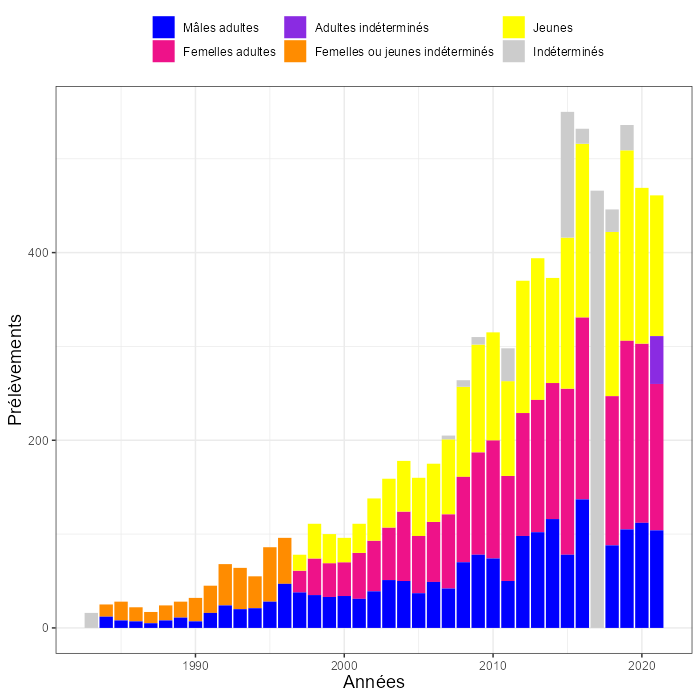 Mâles adultes Adultes indéterminés Jeunes
Femelles adultes Femelles ou jeunes indéterminés Indéterminés
400
200
0
Prélèvements
1990 2000 2010 2020
Années